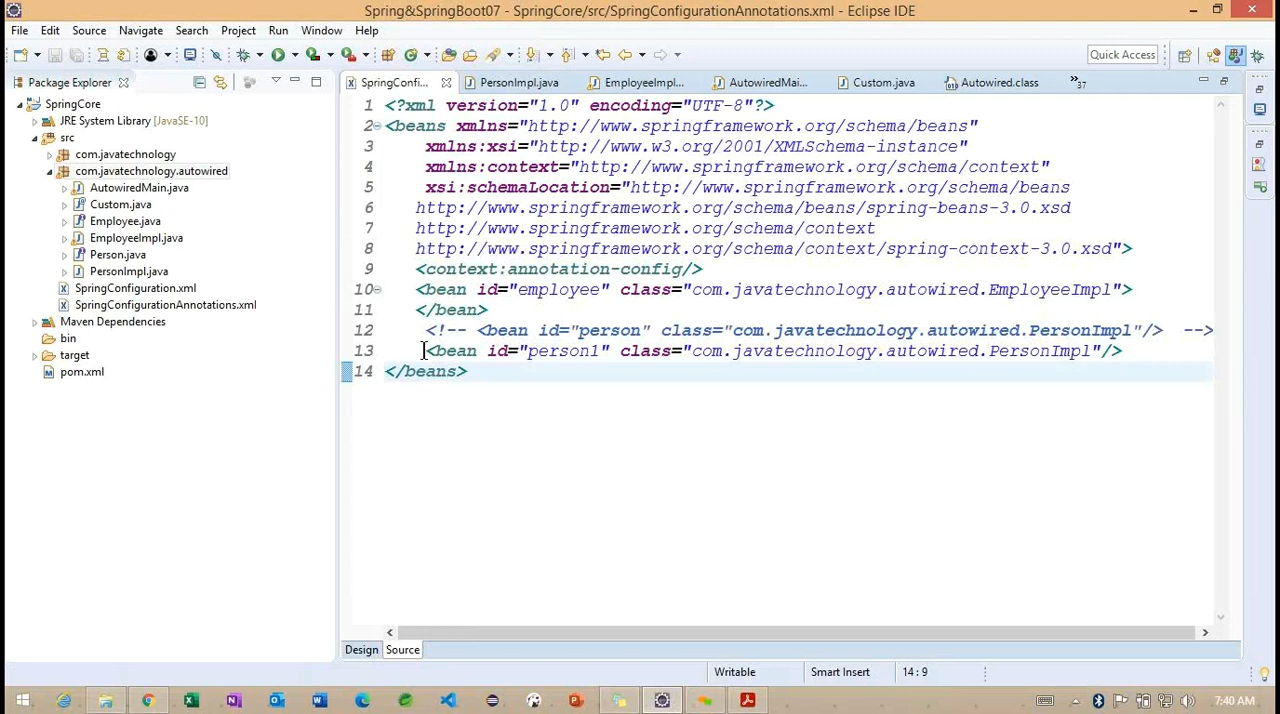 Spring&SpringBoot07 - SpringCore/src/SpringConfigurationAnnotations.xml - Eclipse IDE
File Edit Source Navigate Search Project Run Window Help
Quick Access
Package Explorer
SpringCore
JRE System Library [JavaSE-10]
src
com.javatechnology
com.javatechnology.autowired
AutowiredMain.java
Custom.java
Employee.java
EmployeeImpl.java
Person.java
PersonImpl.java
SpringConfiguration.xml
SpringConfigurationAnnotations.xml
Maven Dependencies
bin
target
pom.xml
SpringConfi... PersonImpl.java EmployeeImpl.... AutowiredMai... Custom.java Autowired.class »37
1 <?xml version="1.0" encoding="UTF-8"?>
2 <beans xmlns="http://www.springframework.org/schema/beans"
3 xmlns:xsi="http://www.w3.org/2001/XMLSchema-instance"
4 xmlns:context="http://www.springframework.org/schema/context"
5 xsi:schemaLocation="http://www.springframework.org/schema/beans
6 http://www.springframework.org/schema/beans/spring-beans-3.0.xsd
7 http://www.springframework.org/schema/context
8 http://www.springframework.org/schema/context/spring-context-3.0.xsd">
9 <context:annotation-config/>
10 <bean id="employee" class="com.javatechnology.autowired.EmployeeImpl">
11 </bean>
12 <!-- <bean id="person" class="com.javatechnology.autowired.PersonImpl"/> -->
13 <bean id="person1" class="com.javatechnology.autowired.PersonImpl"/>
14 </beans>
Design Source
Writable Smart Insert 14 : 9
7:40 AM